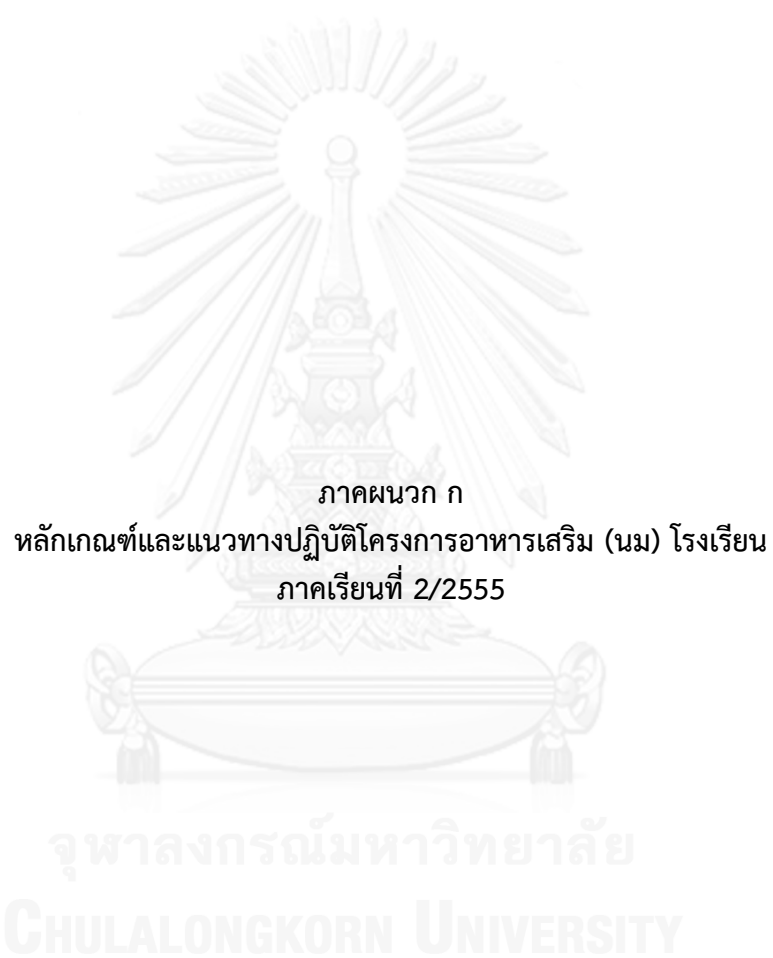 ภาคผนวก ก
หลักเกณฑ์และแนวทางปฏิบัติโครงการอาหารเสริม (นม) โรงเรียน
ภาคเรียนที่ 2/2555
จุฬาลงกรณ์มหาวิทยาลัย
CHULALONGKORN UNIVERSITY